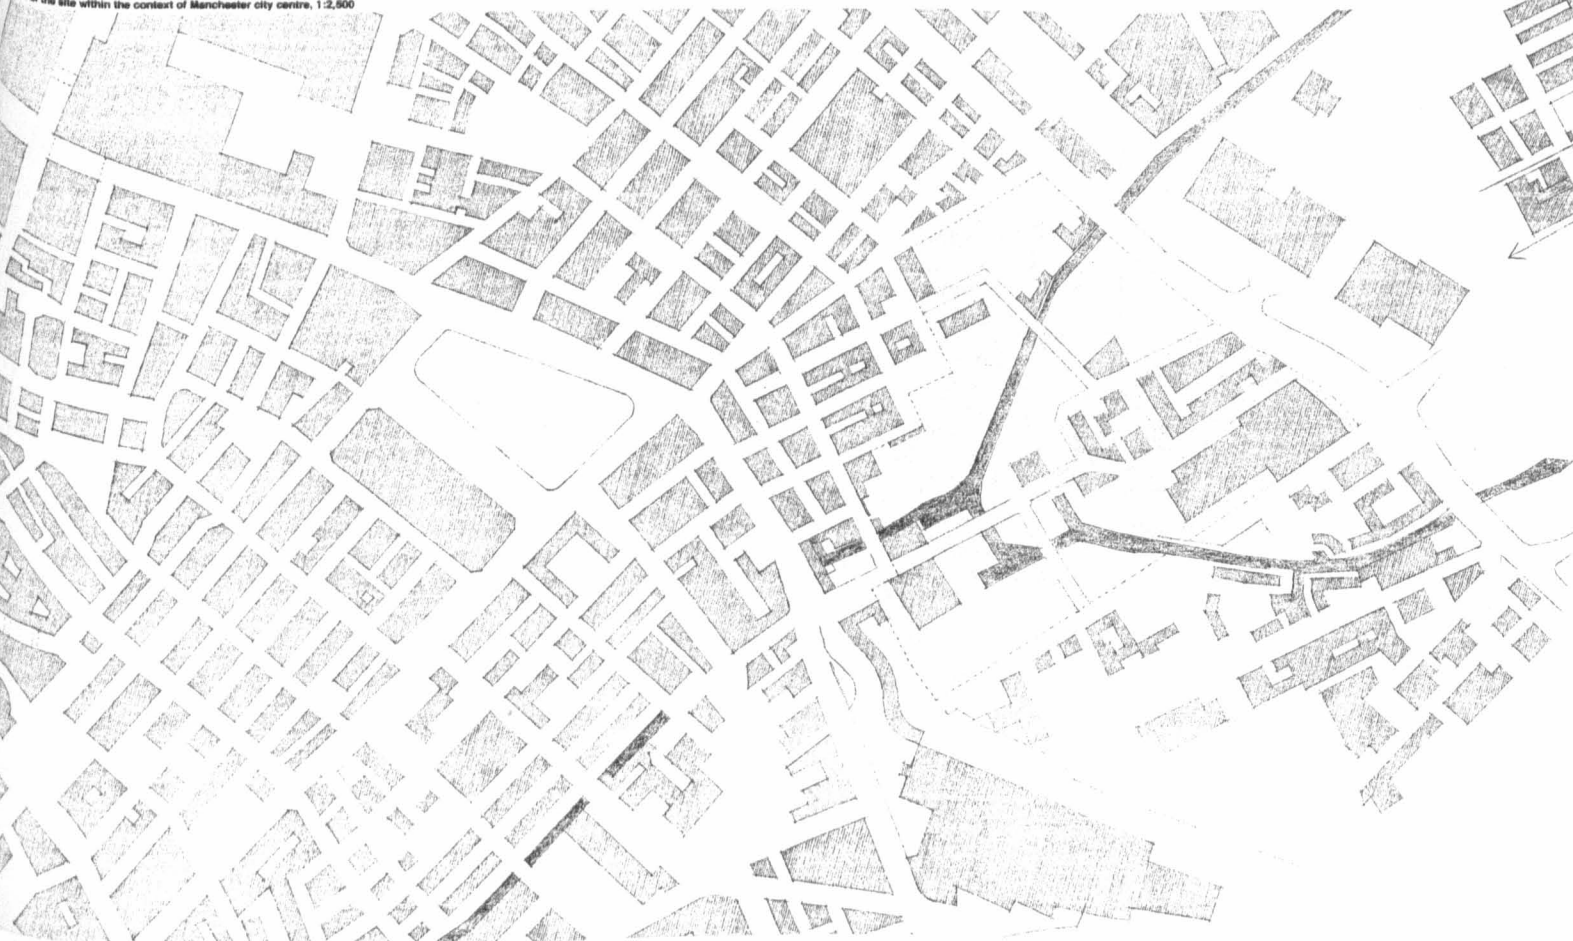 the site within the context of Manchester city centre, 1:2,500